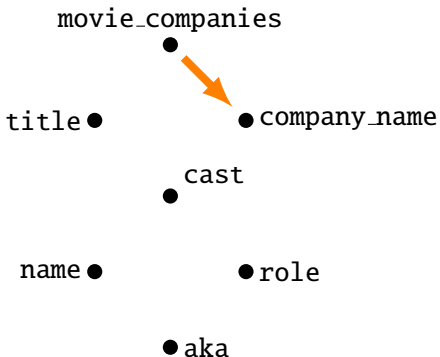 movie_companies
title
company_name
cast
name
role
aka